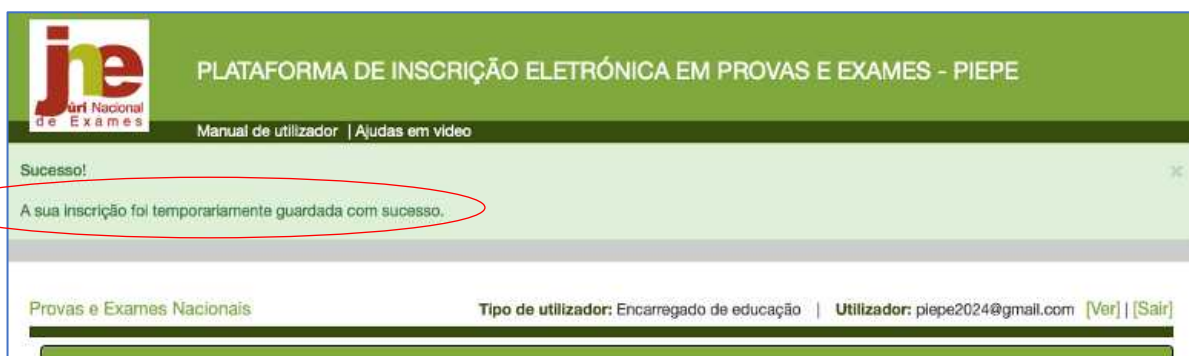 jne
Júri Nacional
de Exames
PLATAFORMA DE INSCRIÇÃO ELETRÓNICA EM PROVAS E EXAMES - PIEPE
Manual de utilizador | Ajudas em video
Sucesso!
×
A sua inscrição foi temporariamente guardada com sucesso.
Provas e Exames Nacionais
Tipo de utilizador: Encarregado de educação | Utilizador: piepe2024@gmail.com [Ver] | [Sair]